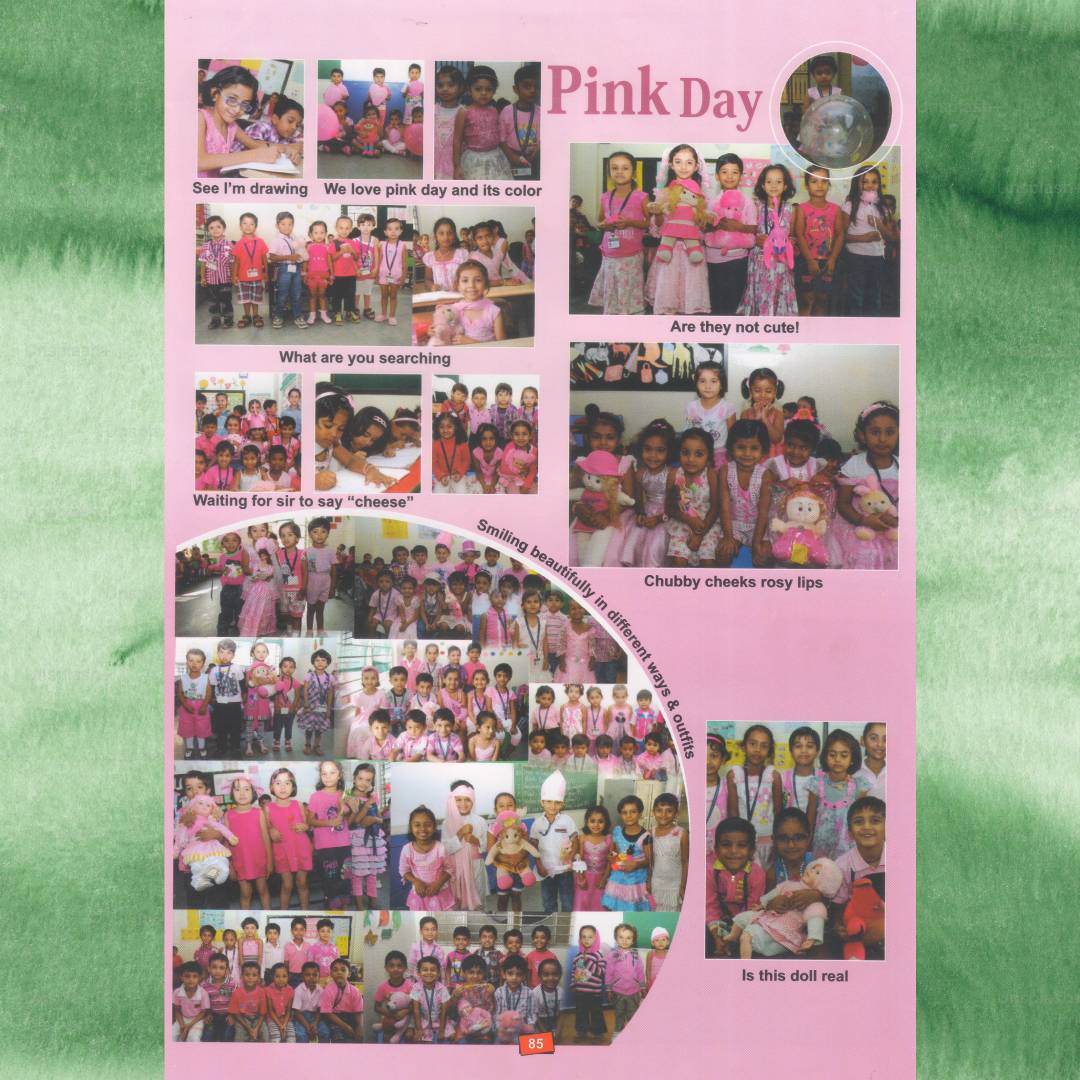 Pink Day
See I'm drawing
We love pink day and its color
Are they not cute!
What are you searching
Waiting for sir to say “cheese”
Chubby cheeks rosy lips
Smiling beautifully in different ways & outfits
Is this doll real
85